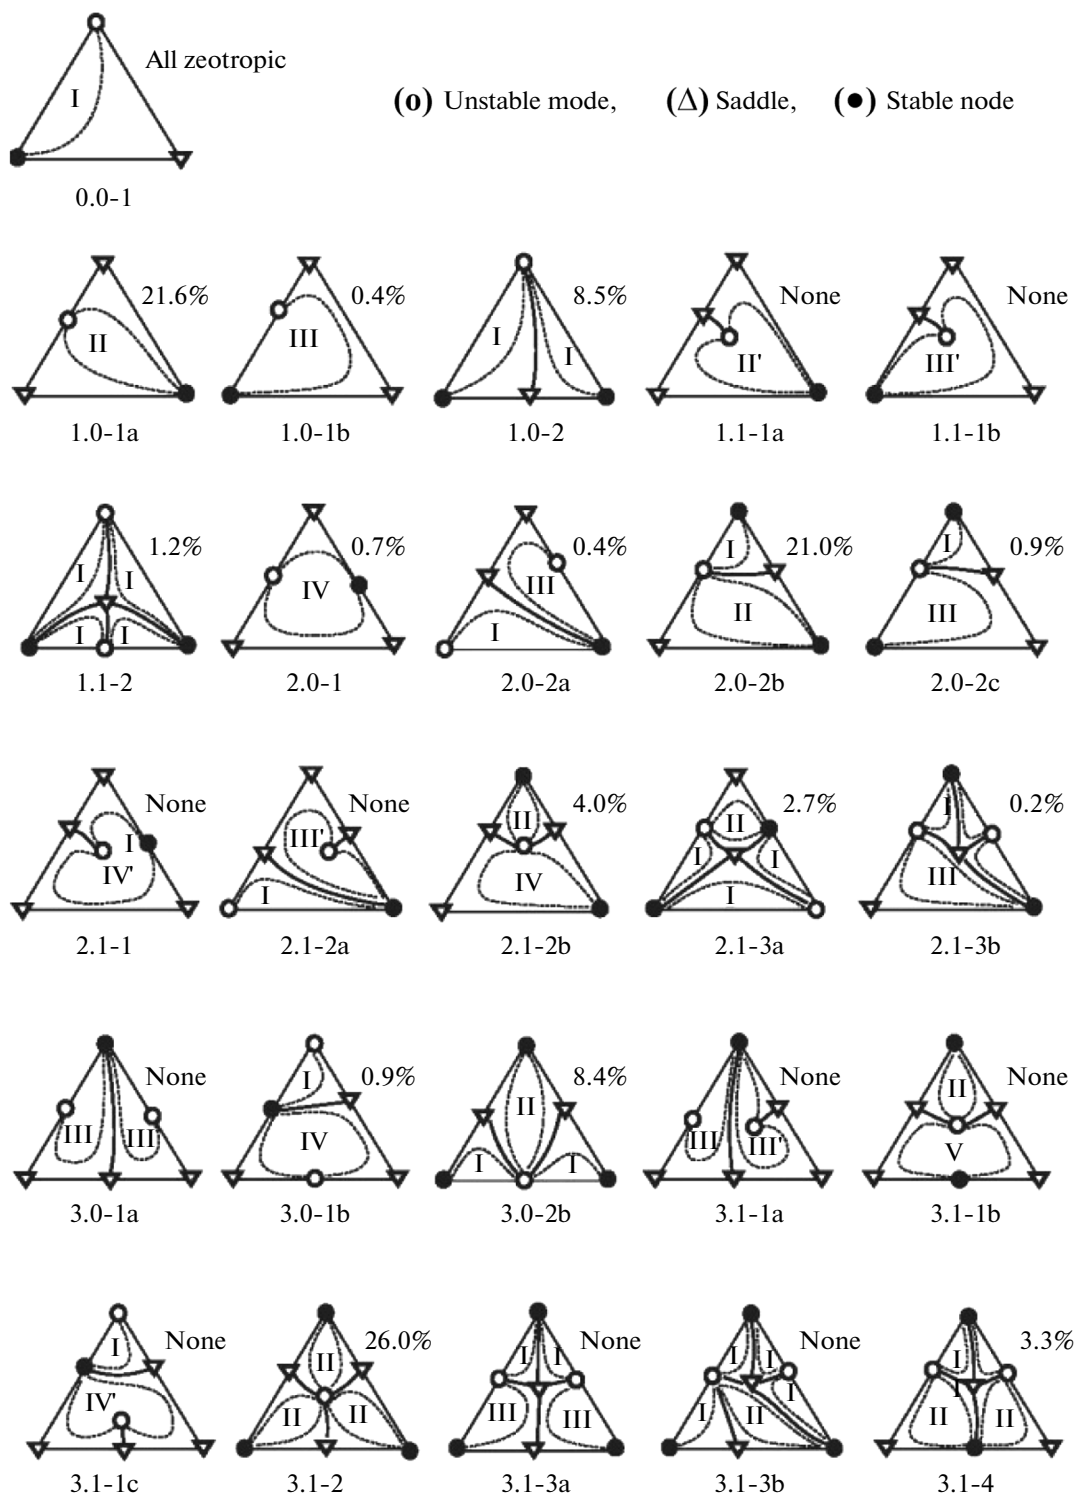 All zeotropic
(o) Unstable mode, (Δ) Saddle, (●) Stable node
I
0.0-1
21.6% 0.4% 8.5% None None
II III I I II' III'
1.0-1a 1.0-1b 1.0-2 1.1-1a 1.1-1b
1.2% 0.7% 0.4% 21.0% 0.9%
I I I I IV III I I II I III
1.1-2 2.0-1 2.0-2a 2.0-2b 2.0-2c
None None 4.0% 2.7% 0.2%
I IV' III' I II IV II I I I I III
2.1-1 2.1-2a 2.1-2b 2.1-3a 2.1-3b
None 0.9% 8.4% None None
III III I IV II I I III III' II V
3.0-1a 3.0-1b 3.0-2b 3.1-1a 3.1-1b
None 26.0% None None 3.3%
I IV' II II II I I III III I I I I II I I II II
3.1-1c 3.1-2 3.1-3a 3.1-3b 3.1-4